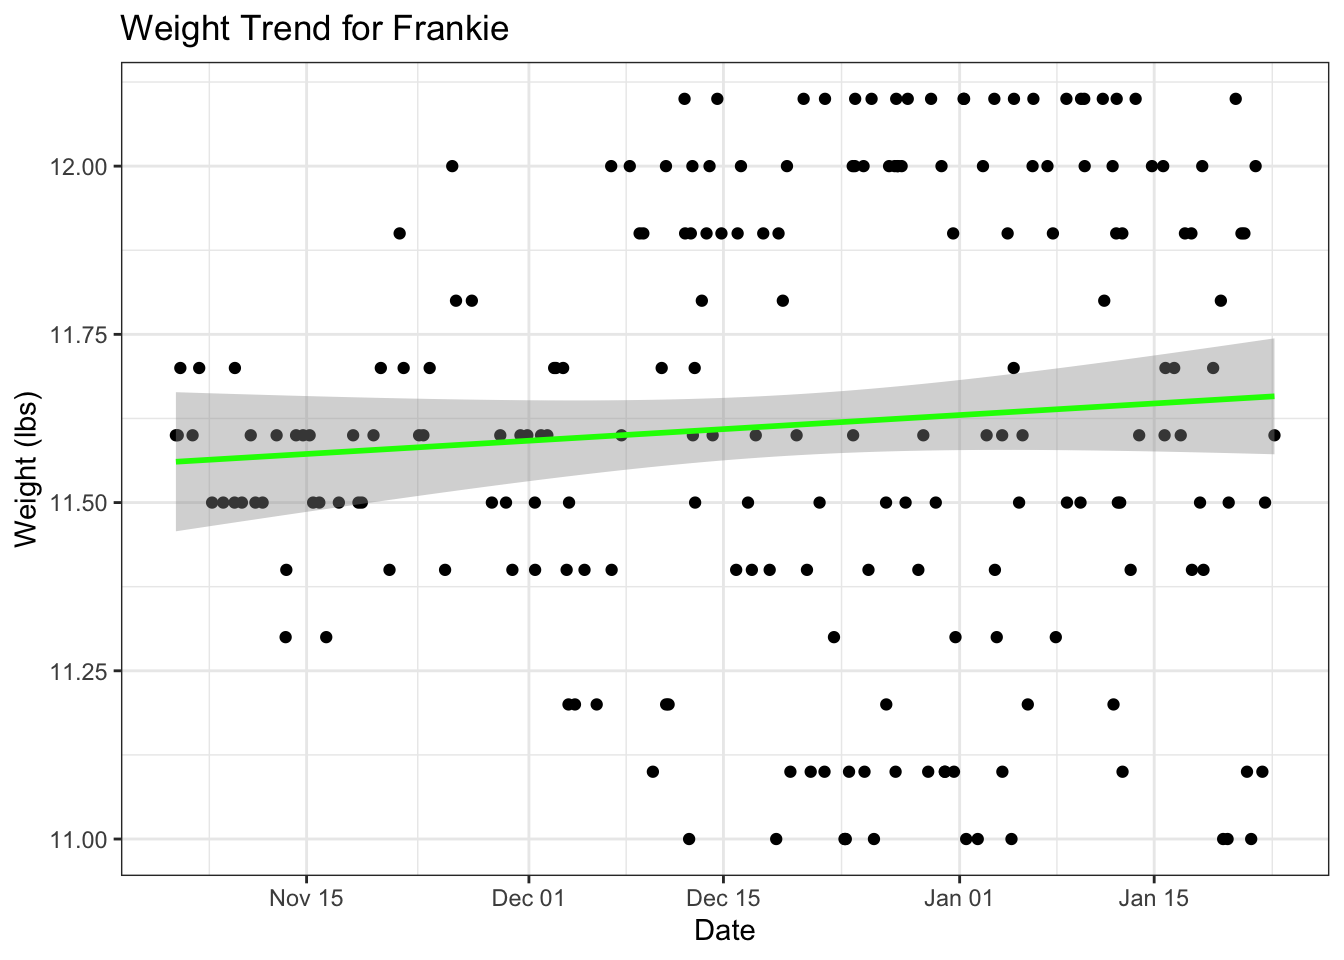 Weight Trend for Frankie
12.00
11.75
11.50
11.25
11.00
Weight (lbs)
Nov 15
Dec 01
Dec 15
Jan 01
Jan 15
Date